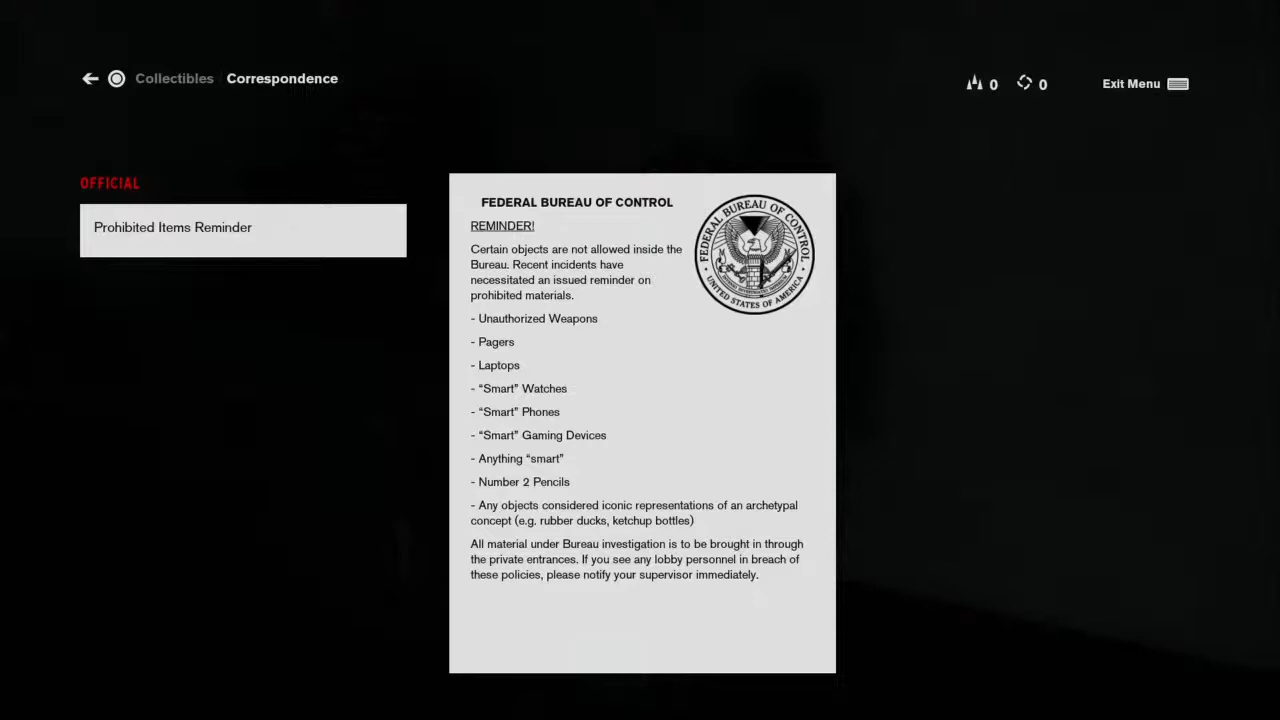 Collectibles Correspondence
0 0 Exit Menu
OFFICIAL
Prohibited Items Reminder
FEDERAL BUREAU OF CONTROL
REMINDER!
Certain objects are not allowed inside the
Bureau. Recent incidents have
necessitated an issued reminder on
prohibited materials.
- Unauthorized Weapons
- Pagers
- Laptops
- “Smart” Watches
- “Smart” Phones
- “Smart” Gaming Devices
- Anything “smart”
- Number 2 Pencils
- Any objects considered iconic representations of an archetypal
concept (e.g. rubber ducks, ketchup bottles)
All material under Bureau investigation is to be brought in through
the private entrances. If you see any lobby personnel in breach of
these policies, please notify your supervisor immediately.
FEDERAL BUREAU OF CONTROL
UNITED STATES OF AMERICA